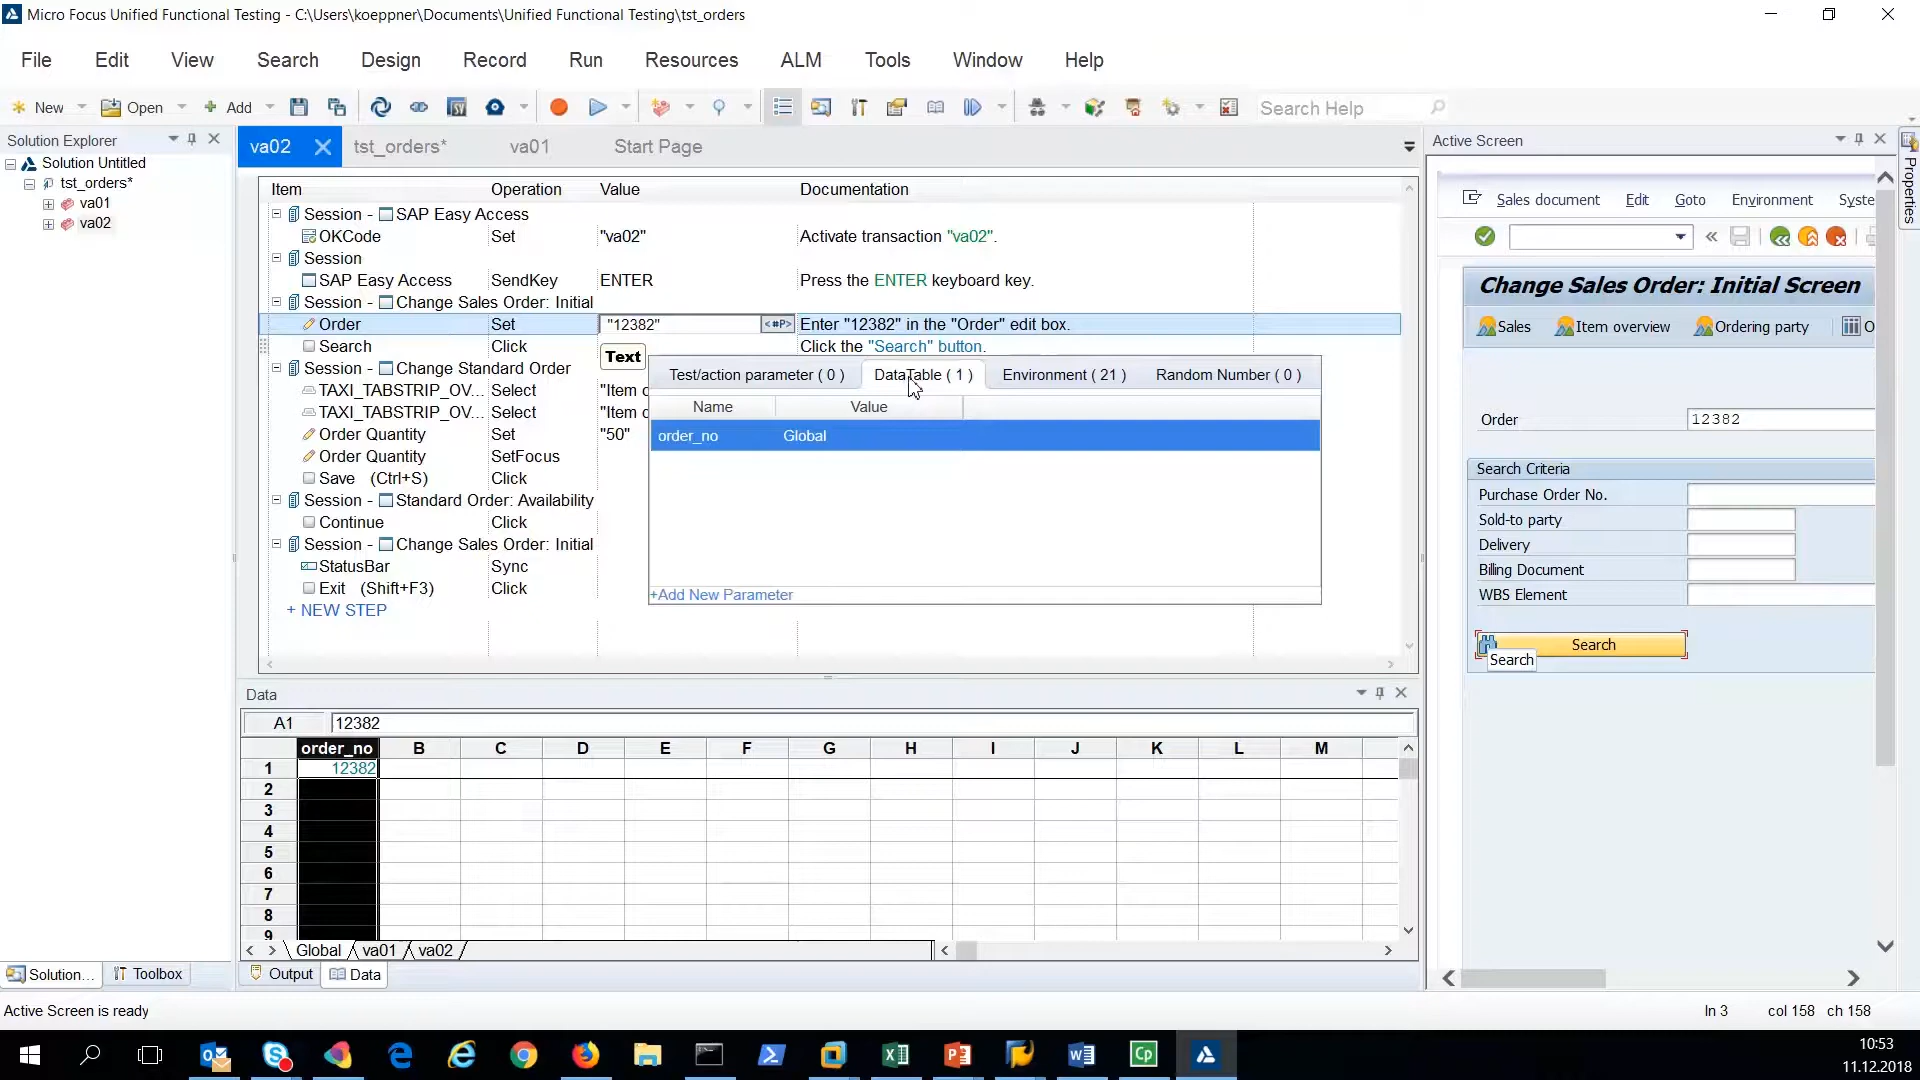 Micro Focus Unified Functional Testing - C:\Users\koeppner\Documents\Unified Functional Testing\tst_orders
File Edit View Search Design Record Run Resources ALM Tools Window Help
New Open Add Search Help
Solution Explorer
Solution Untitled
tst_orders*
va01
va02
va02 tst_orders* va01 Start Page
Item Operation Value Documentation
Session - SAP Easy Access
OKCode Set "va02" Activate transaction "va02".
Session
SAP Easy Access SendKey ENTER Press the ENTER keyboard key.
Session - Change Sales Order: Initial
Order Set "12382" <#P> Enter "12382" in the "Order" edit box.
Search Click Click the "Search" button.
Text
Session - Change Standard Order
TAXI_TABSTRIP_OV... Select "Item o
TAXI_TABSTRIP_OV... Select "Item o
Order Quantity Set "50"
Order Quantity SetFocus
Save (Ctrl+S) Click
Session - Standard Order: Availability
Continue Click
Session - Change Sales Order: Initial
StatusBar Sync
Exit (Shift+F3) Click
+ NEW STEP
Test/action parameter ( 0 ) DataTable ( 1 ) Environment ( 21 ) Random Number ( 0 )
Name Value
order_no Global
+Add New Parameter
Active Screen
Properties
Sales document Edit Goto Environment Syste
Change Sales Order: Initial Screen
Sales Item overview Ordering party O
Order 12382
Search Criteria
Purchase Order No.
Sold-to party
Delivery
Billing Document
WBS Element
Search
Search
Data
A1 12382
order_no B C D E F G H I J K L M
1 12382
2
3
4
5
6
7
8
9
Global va01 va02
Solution... Toolbox Output Data
Active Screen is ready ln 3 col 158 ch 158
10:53
11.12.2018